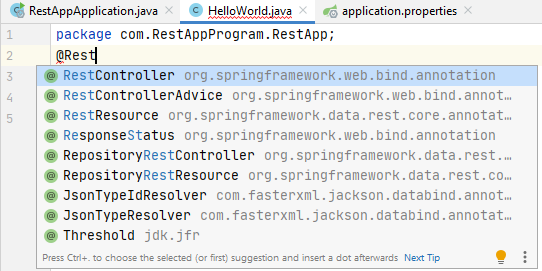 RestAppApplication.java HelloWorld.java application.properties
1 package com.RestAppProgram.RestApp;
2 @Rest
3 @ RestController org.springframework.web.bind.annotation
4 @ RestControllerAdvice org.springframework.web.bind.annot...
5 @ RestResource org.springframework.data.rest.core.annotat...
@ ResponseStatus org.springframework.web.bind.annotation
@ RepositoryRestController org.springframework.data.rest.…
@ RepositoryRestResource org.springframework.data.rest.co...
@ JsonTypeIdResolver com.fasterxml.jackson.databind.annot...
@ JsonTypeResolver com.fasterxml.jackson.databind.annotat...
@ Threshold jdk.jfr
Press Ctrl+. to choose the selected (or first) suggestion and insert a dot afterwards Next Tip